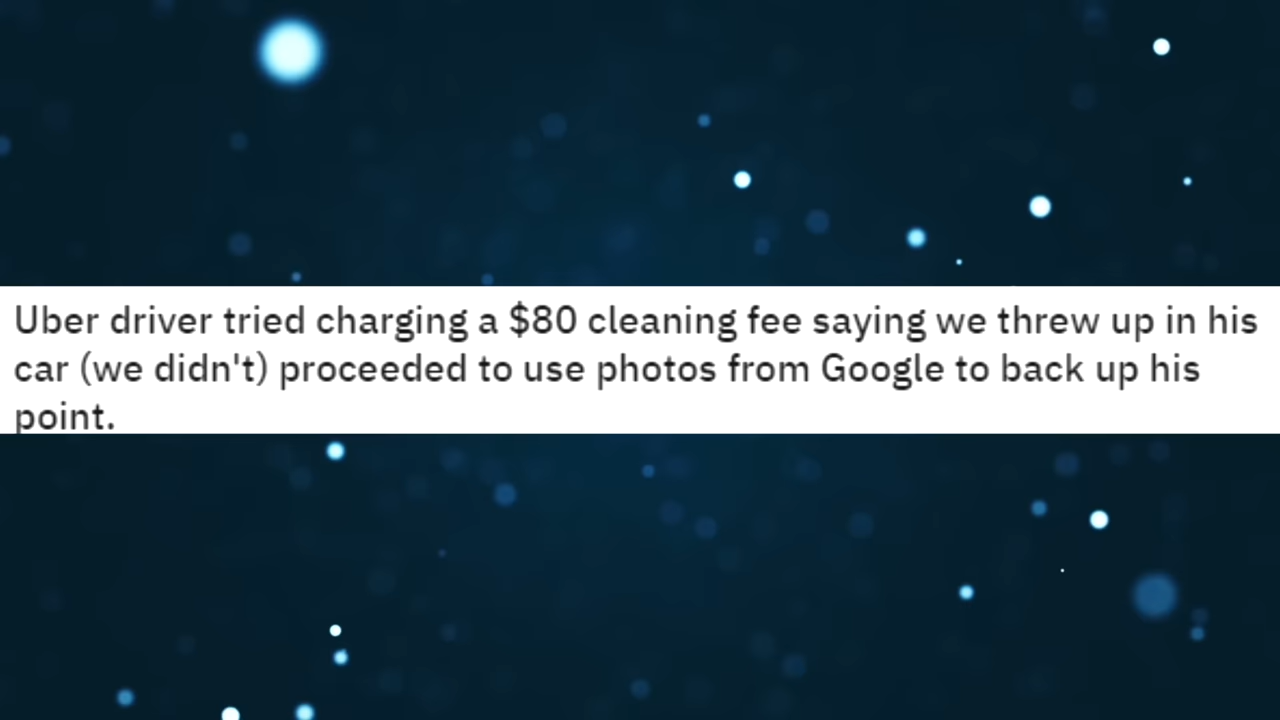 Uber driver tried charging a $80 cleaning fee saying we threw up in his
car (we didn't) proceeded to use photos from Google to back up his
point.